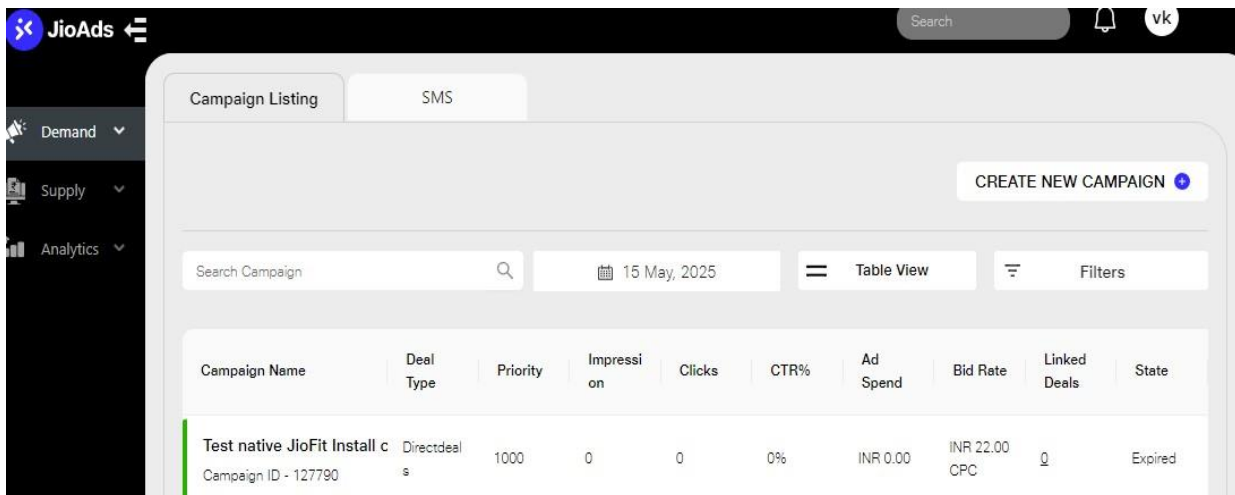 JioAds
Search
vk
Campaign Listing
SMS
Demand
CREATE NEW CAMPAIGN
Supply
Analytics
Search Campaign
15 May, 2025
Table View
Filters
Campaign Name
Deal
Type
Priority
Impressi
on
Clicks
CTR%
Ad
Spend
Bid Rate
Linked
Deals
State
Test native JioFit Install c
Campaign ID - 127790
Directdeal
s
1000
0
0
0%
INR 0.00
INR 22.00
CPC
0
Expired